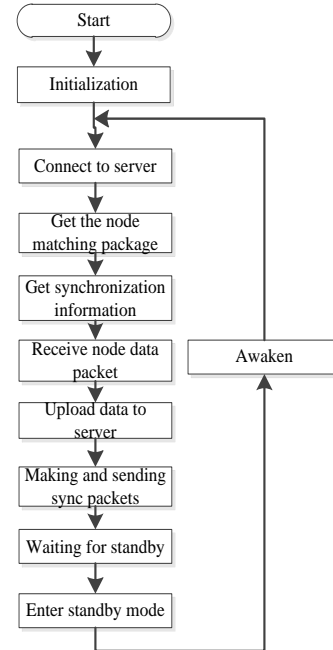 Start
Initialization
Connect to server
Get the node
matching package
Get synchronization
information
Receive node data
packet
Upload data to
server
Making and sending
sync packets
Waiting for standby
Enter standby mode
Awaken